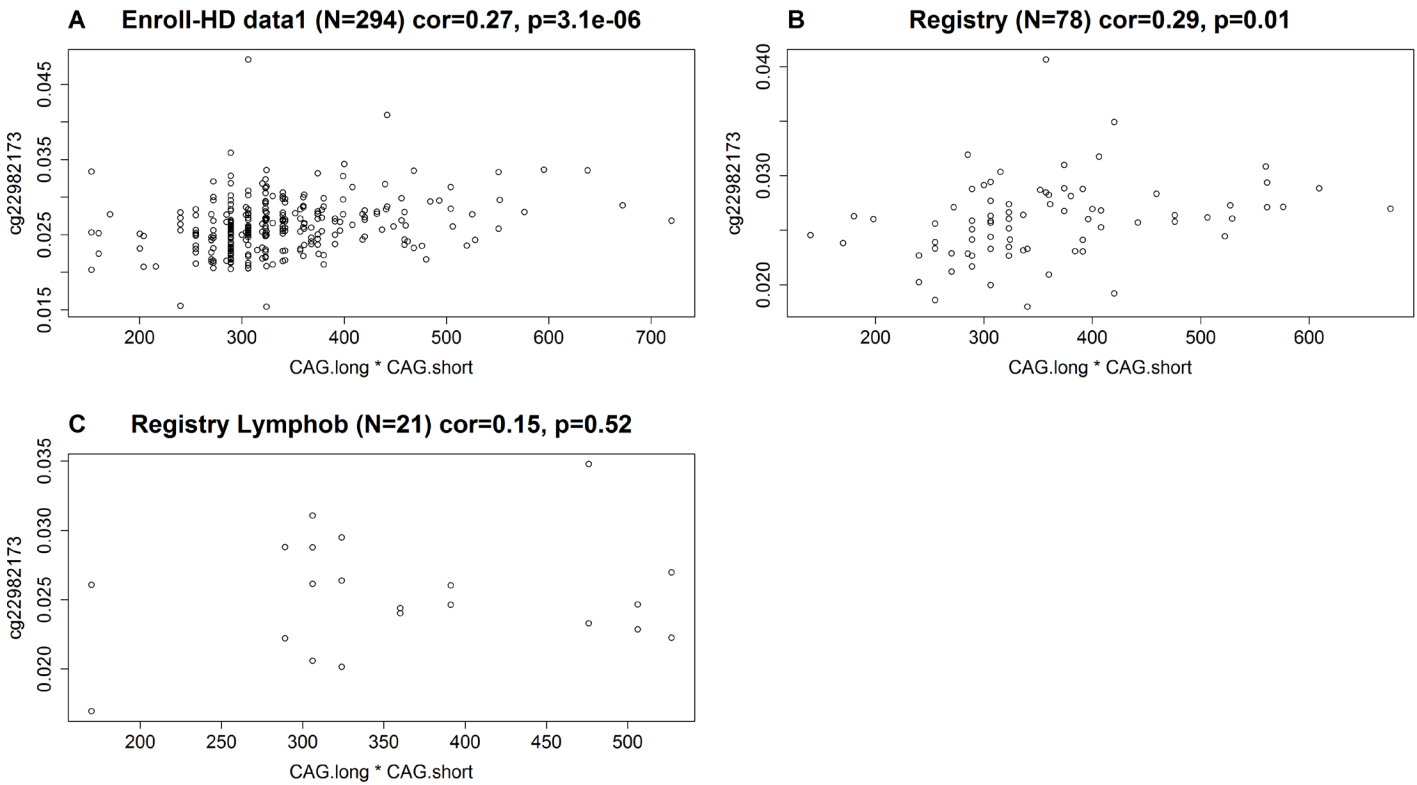 A Enroll-HD data1 (N=294) cor=0.27, p=3.1e-06
cg22982173
0.015 0.025 0.035 0.045
200 300 400 500 600 700
CAG.long * CAG.short
B Registry (N=78) cor=0.29, p=0.01
cg22982173
0.020 0.030 0.040
200 300 400 500 600
CAG.long * CAG.short
C Registry Lymphob (N=21) cor=0.15, p=0.52
cg22982173
0.020 0.025 0.030 0.035
200 250 300 350 400 450 500
CAG.long * CAG.short